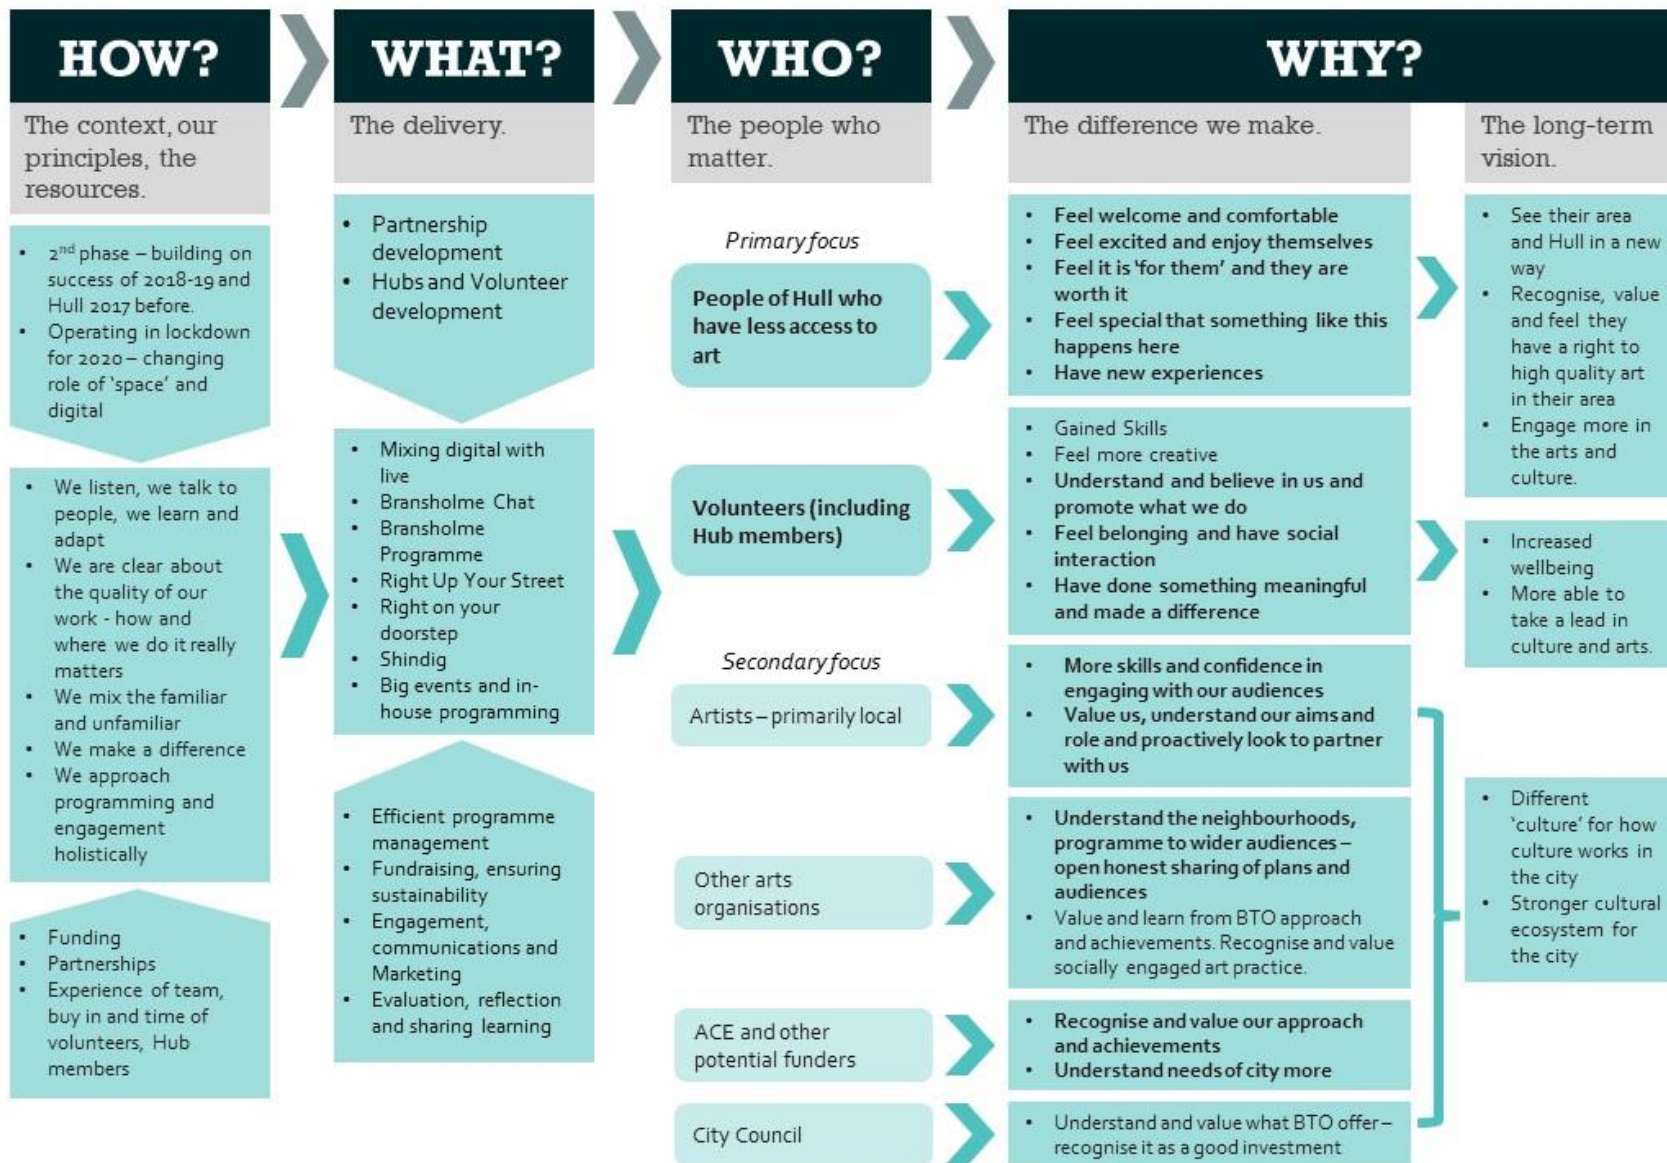 HOW?
WHAT?
WHO?
WHY?
The context, our
principles, the
resources.
The delivery.
The people who
matter.
The difference we make.
The long-term
vision.
• 2nd phase – building on
success of 2018-19 and
Hull 2017 before.
• Operating in lockdown
for 2020 – changing
role of ‘space’ and
digital
• We listen, we talk to
people, we learn and
adapt
• We are clear about
the quality of our
work - how and
where we do it really
matters
• We mix the familiar
and unfamiliar
• We make a difference
• We approach
programming and
engagement
holistically
• Funding
• Partnerships
• Experience of team,
buy in and time of
volunteers, Hub
members
• Partnership
development
• Hubs and Volunteer
development
• Mixing digital with
live
• Bransholme Chat
• Bransholme
Programme
• Right Up Your Street
• Right on your
doorstep
• Shindig
• Big events and in-
house programming
• Efficient programme
management
• Fundraising, ensuring
sustainability
• Engagement,
communications and
Marketing
• Evaluation, reflection
and sharing learning
Primary focus
People of Hull who
have less access to
art
Volunteers (including
Hub members)
Secondary focus
Artists – primarily local
Other arts
organisations
ACE and other
potential funders
City Council
• Feel welcome and comfortable
• Feel excited and enjoy themselves
• Feel it is ‘for them’ and they are
worth it
• Feel special that something like this
happens here
• Have new experiences
• Gained Skills
• Feel more creative
• Understand and believe in us and
promote what we do
• Feel belonging and have social
interaction
• Have done something meaningful
and made a difference
• More skills and confidence in
engaging with our audiences
• Value us, understand our aims and
role and proactively look to partner
with us
• Understand the neighbourhoods,
programme to wider audiences –
open honest sharing of plans and
audiences
• Value and learn from BTO approach
and achievements. Recognise and value
socially engaged art practice.
• Recognise and value our approach
and achievements
• Understand needs of city more
• Understand and value what BTO offer –
recognise it as a good investment
• See their area
and Hull in a new
way
• Recognise, value
and feel they
have a right to
high quality art
in their area
• Engage more in
the arts and
culture.
• Increased
wellbeing
• More able to
take a lead in
culture and arts.
• Different
‘culture’ for how
culture works in
the city
• Stronger cultural
ecosystem for
the city